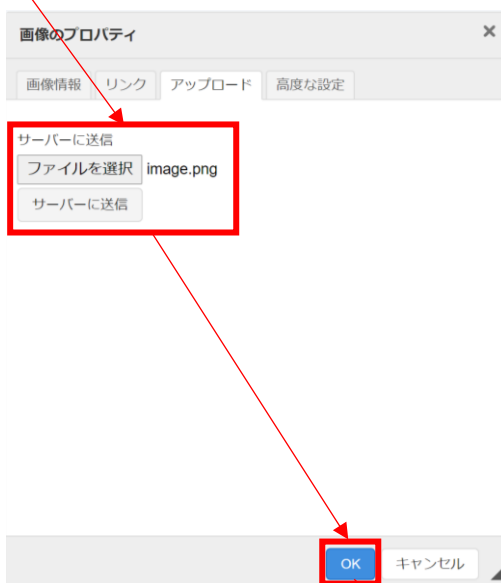 画像のプロパティ ×
画像情報 リンク アップロード 高度な設定
サーバーに送信
ファイルを選択 image.png
サーバーに送信
OK キャンセル